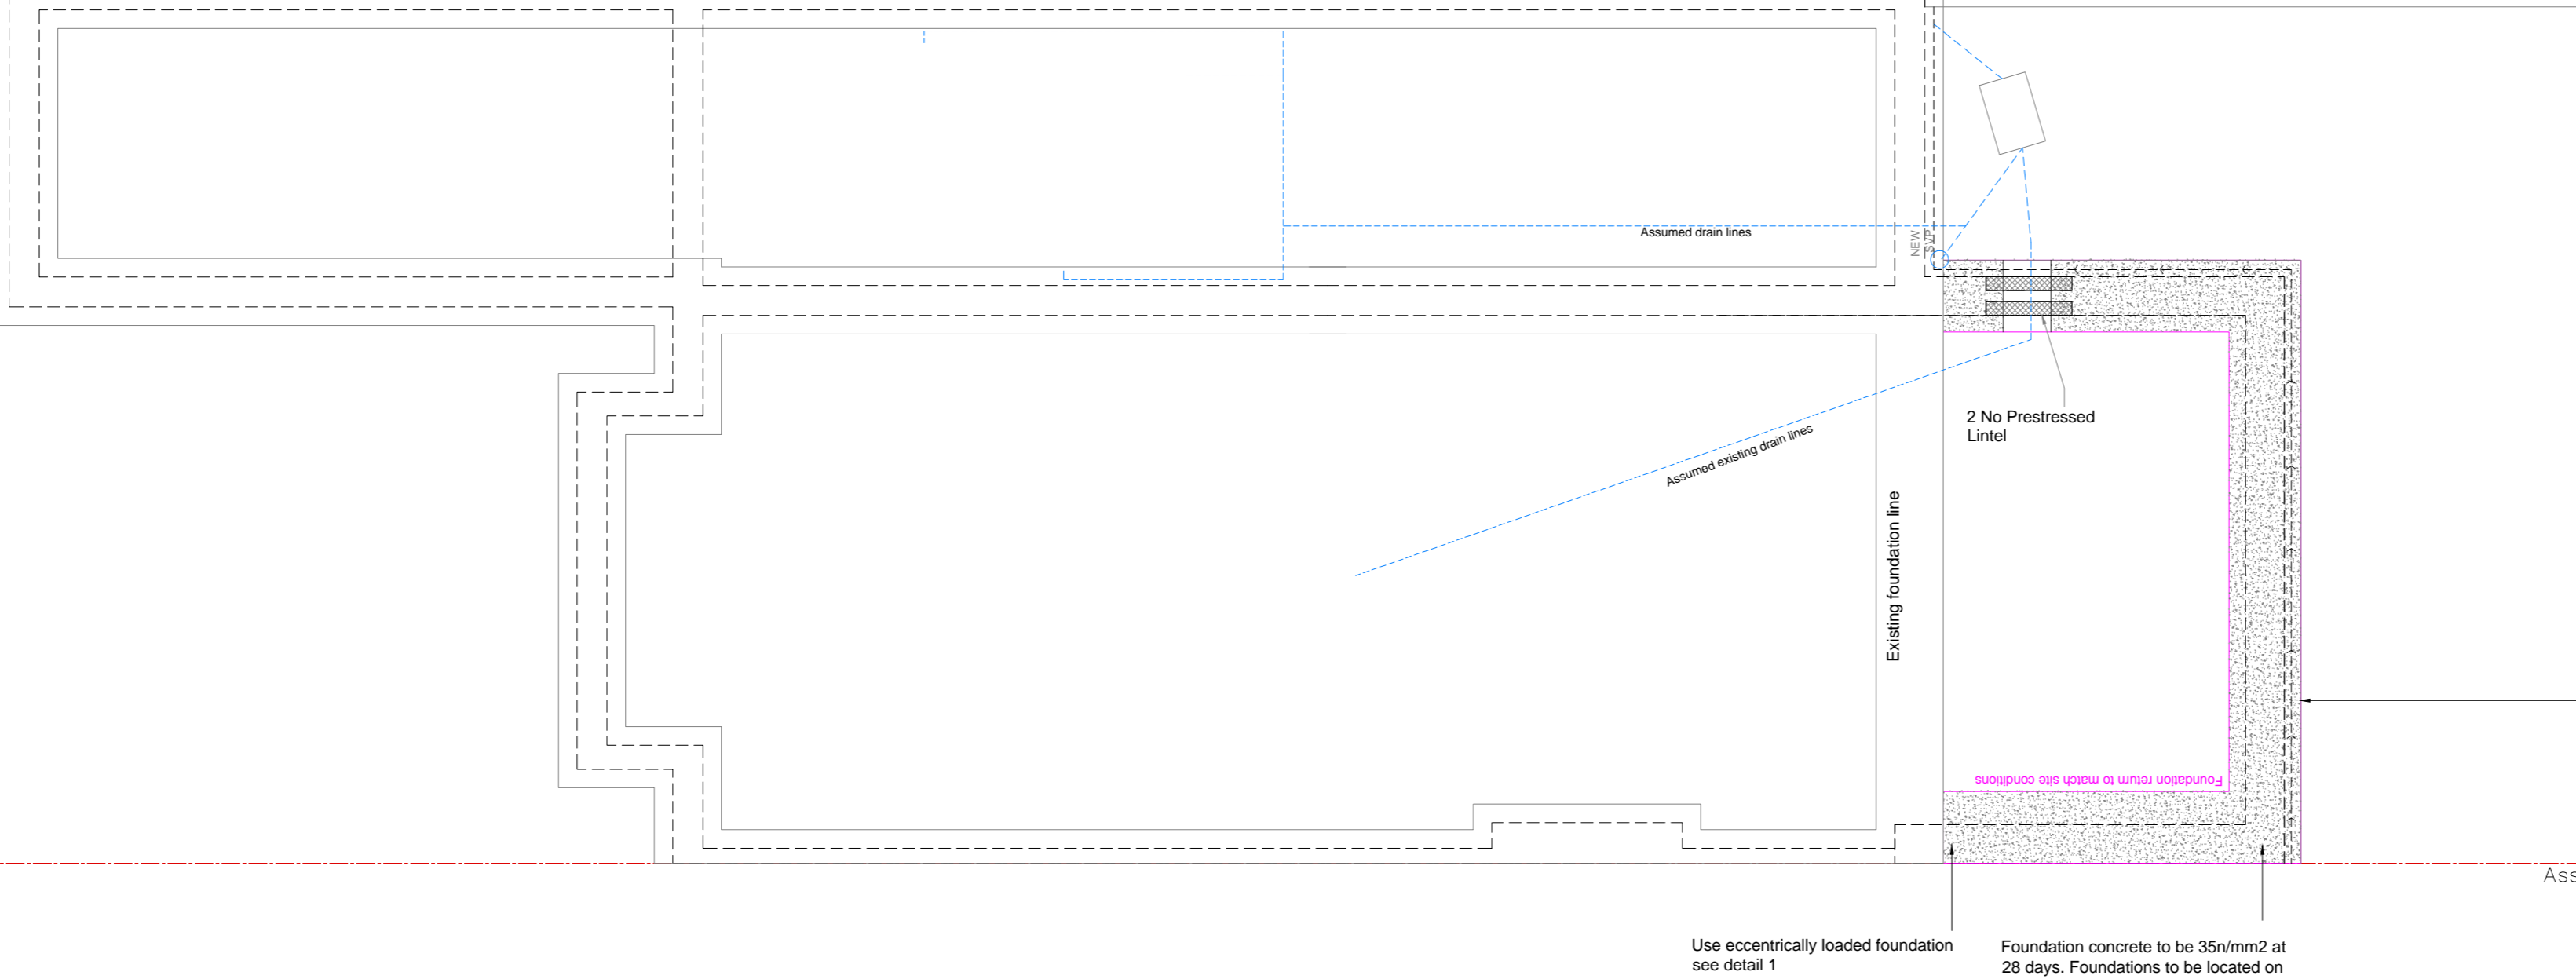 Assumed drain lines
NEW
SVP
2 No Prestressed
Lintel
Assumed existing drain lines
Existing foundation line
Foundation return to match site conditions
Ass
Use eccentrically loaded foundation
see detail 1
Foundation concrete to be 35n/mm2 at
28 days. Foundations to be located on